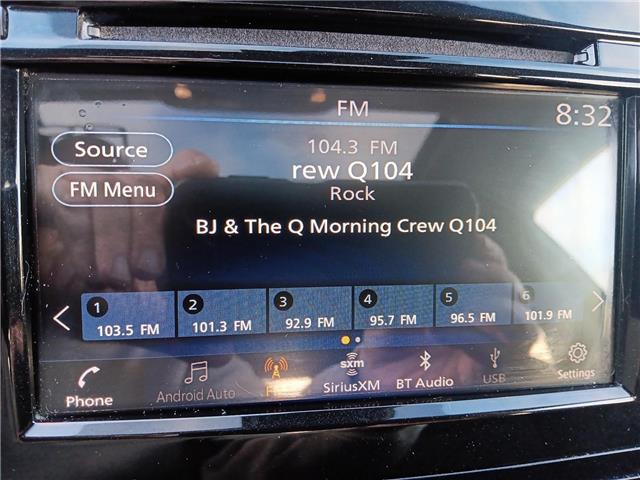 FM
8:32
Source
104.3 FM
rew Q104
FM Menu
Rock
BJ & The Q Morning Crew Q104
1 2 3 4 5 6
103.5 FM 101.3 FM 92.9 FM 95.7 FM 96.5 FM 101.9 FM
sxm
Phone Android Auto SiriusXM BT Audio USB Settings